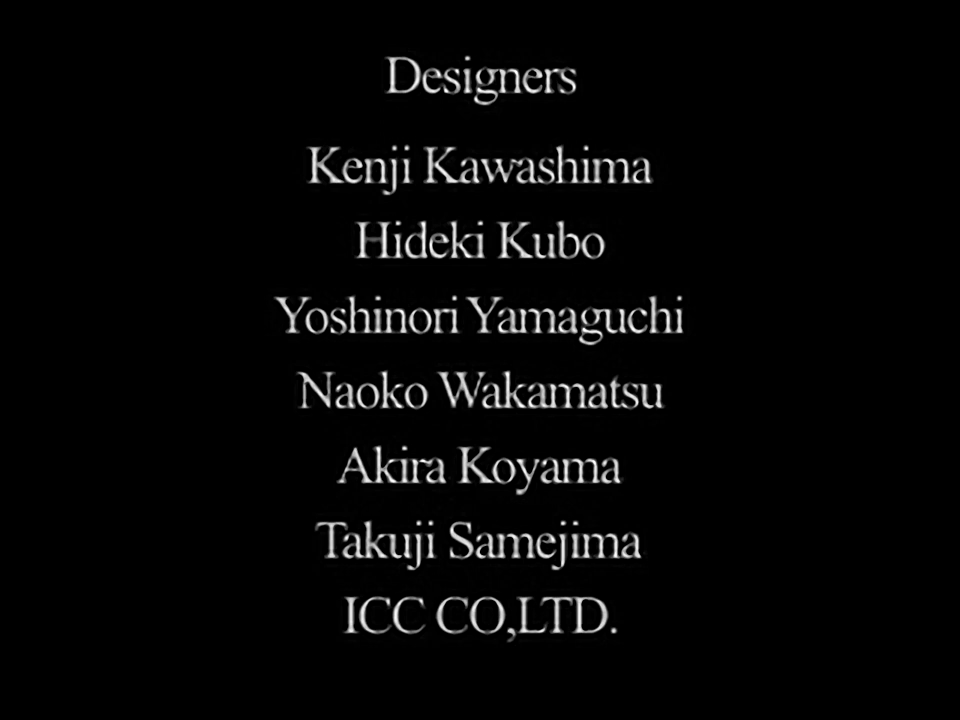 Designers
Kenji Kawashima
Hideki Kubo
Yoshinori Yamaguchi
Naoko Wakamatsu
Akira Koyama
Takuji Samejima
ICC CO,LTD.